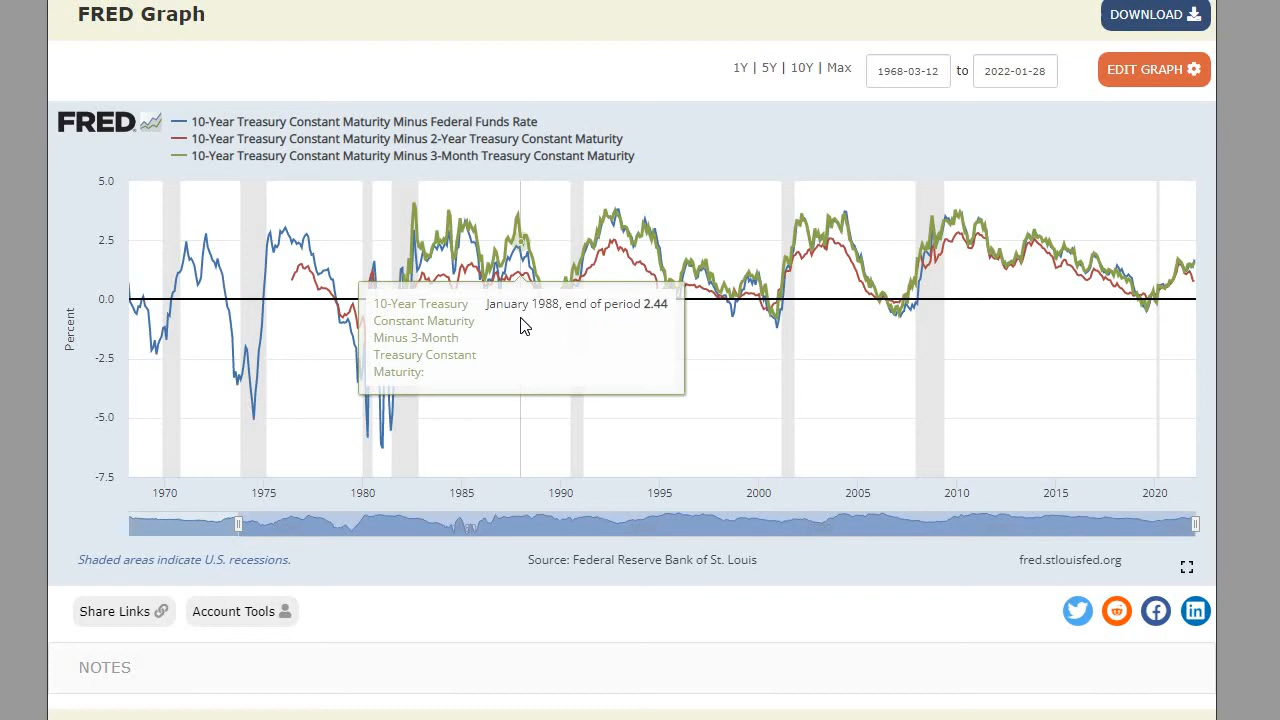 FRED Graph
DOWNLOAD
1Y | 5Y | 10Y | Max
1968-03-12 to 2022-01-28
EDIT GRAPH
FRED
10-Year Treasury Constant Maturity Minus Federal Funds Rate
10-Year Treasury Constant Maturity Minus 2-Year Treasury Constant Maturity
10-Year Treasury Constant Maturity Minus 3-Month Treasury Constant Maturity
Percent
5.0
2.5
0.0
-2.5
-5.0
-7.5
10-Year Treasury
Constant Maturity
Minus 3-Month
Treasury Constant
Maturity:
January 1988, end of period 2.44
1970 1975 1980 1985 1990 1995 2000 2005 2010 2015 2020
Shaded areas indicate U.S. recessions.
Source: Federal Reserve Bank of St. Louis
fred.stlouisfed.org
Share Links
Account Tools
NOTES